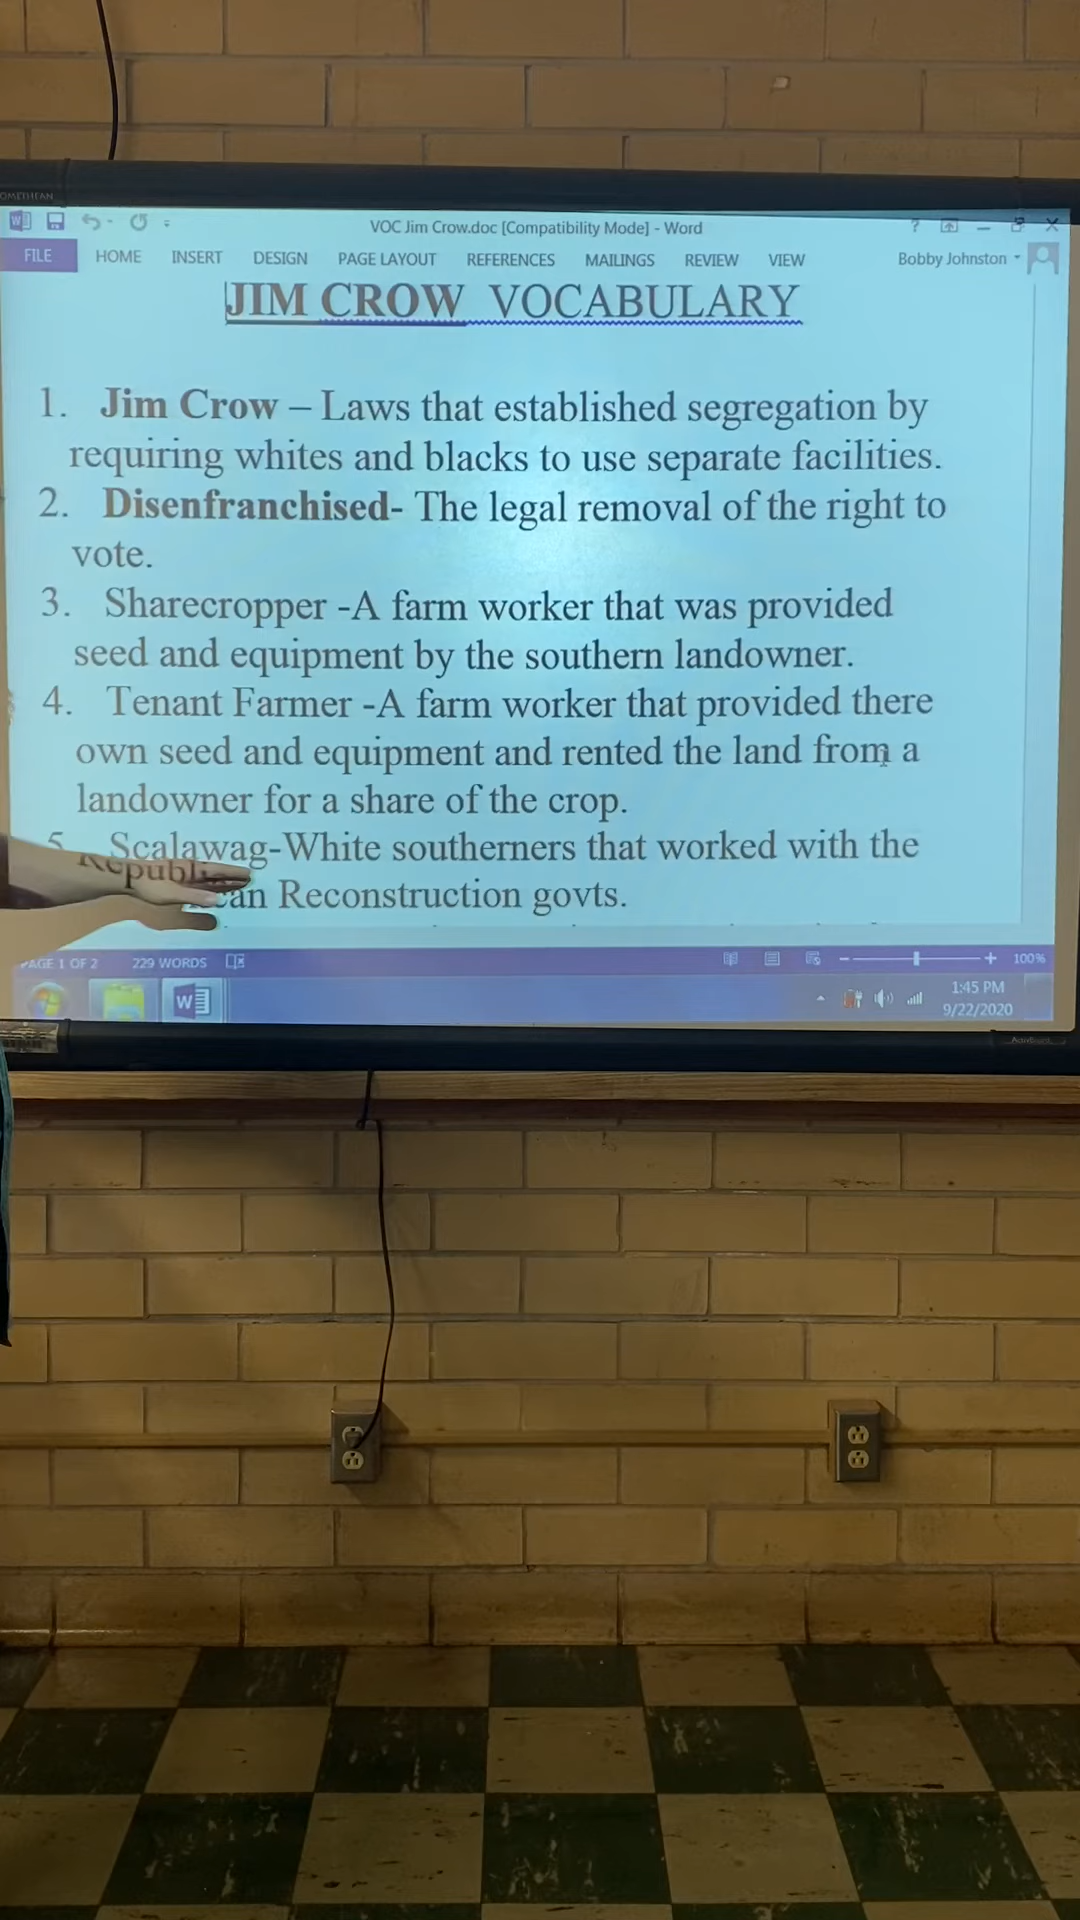 VOC Jim Crow.doc [Compatibility Mode] - Word
FILE HOME INSERT DESIGN PAGE LAYOUT REFERENCES MAILINGS REVIEW VIEW Bobby Johnston
JIM CROW VOCABULARY
1. Jim Crow – Laws that established segregation by
requiring whites and blacks to use separate facilities.
2. Disenfranchised- The legal removal of the right to
vote.
3. Sharecropper -A farm worker that was provided
seed and equipment by the southern landowner.
4. Tenant Farmer -A farm worker that provided there
own seed and equipment and rented the land from a
landowner for a share of the crop.
5. Scalawag-White southerners that worked with the
Republican Reconstruction govts.
PAGE 1 OF 2 229 WORDS 100%
1:45 PM
9/22/2020